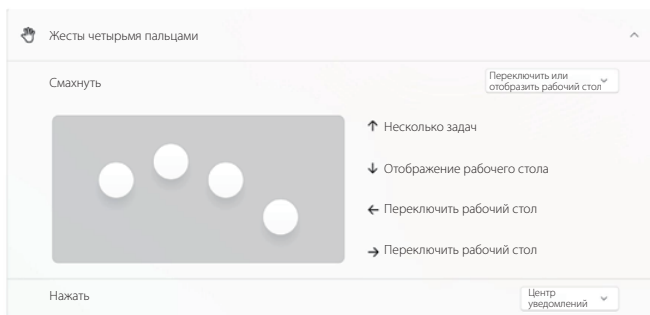 Жесты четырьмя пальцами
Смахнуть
Переключить или
отобразить рабочий стол
Несколько задач
Отображение рабочего стола
Переключить рабочий стол
Переключить рабочий стол
Нажать
Центр
уведомлений